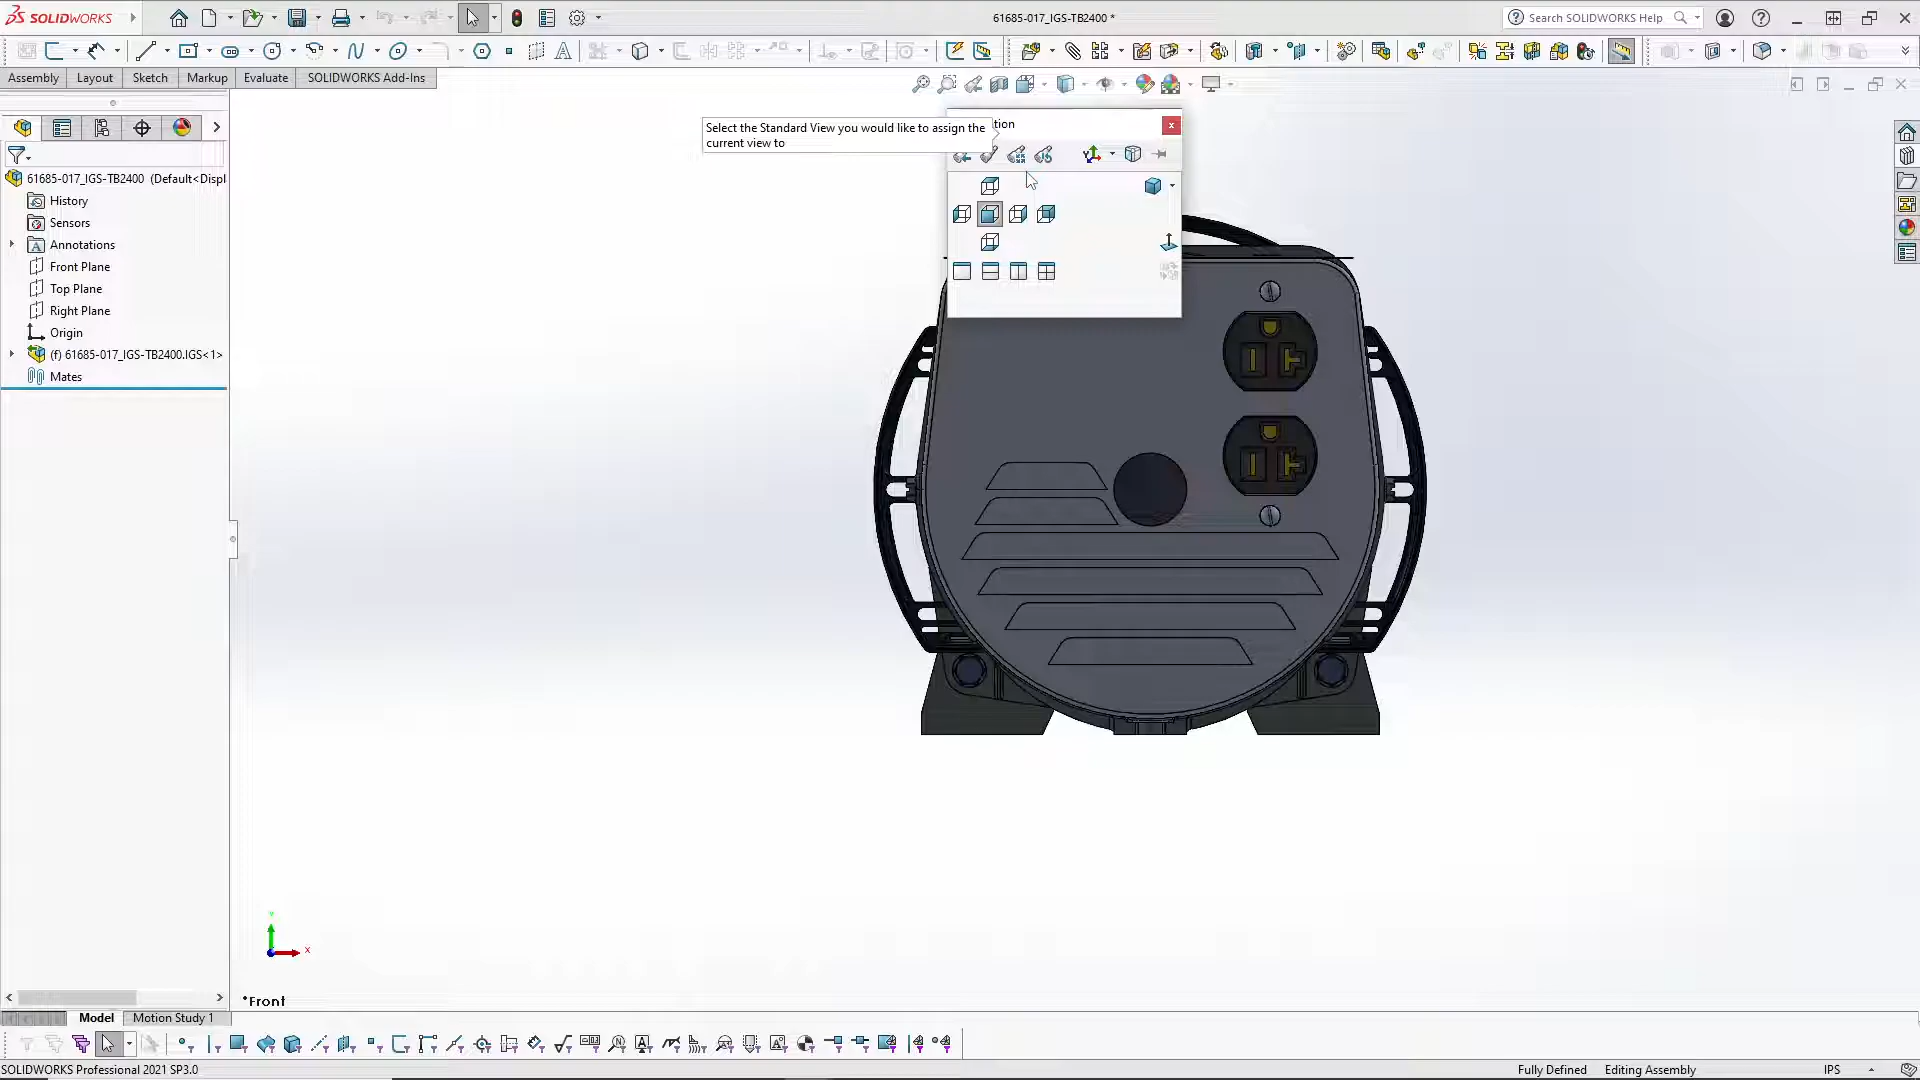 SOLIDWORKS
61685-017_IGS-TB2400 *
Search SOLIDWORKS Help
Assembly
Layout
Sketch
Markup
Evaluate
SOLIDWORKS Add-Ins
Select the Standard View you would like to assign the
current view to
tion
61685-017_IGS-TB2400 (Default<Displ
History
Sensors
Annotations
Front Plane
Top Plane
Right Plane
Origin
(f) 61685-017_IGS-TB2400.IGS<1>
Mates
Y
X
*Front
Model
Motion Study 1
SOLIDWORKS Professional 2021 SP3.0
Fully Defined
Editing Assembly
IPS